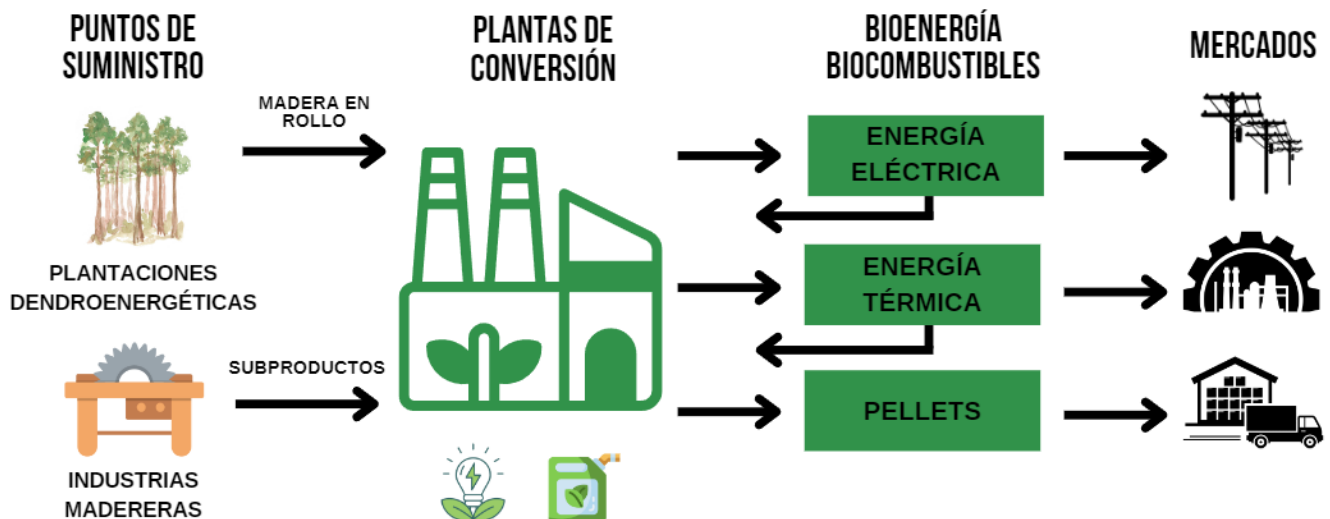 PUNTOS DE
SUMINISTRO
PLANTAS DE
CONVERSIÓN
BIOENERGÍA
BIOCOMBUSTIBLES
MERCADOS
MADERA EN
ROLLO
ENERGÍA
ELÉCTRICA
PLANTACIONES
DENDROENERGÉTICAS
ENERGÍA
TÉRMICA
SUBPRODUCTOS
PELLETS
INDUSTRIAS
MADERERAS